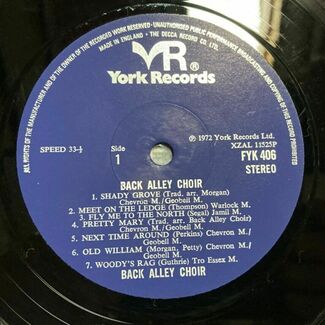 ALL RIGHTS OF THE MANUFACTURER AND OF THE OWNER OF THE RECORDED WORK RESERVED. UNAUTHORISED PUBLIC PERFORMANCE BROADCASTING AND COPYING OF THIS RECORD PROHIBITED
MADE IN ENGLAND · THE DECCA RECORD CO. LTD.
YR
York Records
®
SPEED 33⅓
Side
1
℗ 1972 York Records Ltd.
XZAL 11525P
FYK 406
STEREO
BACK ALLEY CHOIR
1. SHADY GROVE (Trad. arr. Morgan)
Chevron M./Geobell M.
2. MEET ON THE LEDGE (Thompson) Warlock M.
3. FLY ME TO THE NORTH (Segal) Jamil M.
4. PRETTY MARY (Trad. arr. Back Alley Choir)
Chevron M./Geobell M.
5. NEXT TIME AROUND (Perkins) Chevron M./
Geobell M.
6. OLD WILLIAM (Morgan, Petty) Chevron M./
Geobell M.
7. WOODY'S RAG (Guthrie) Tro Essex M.
BACK ALLEY CHOIR